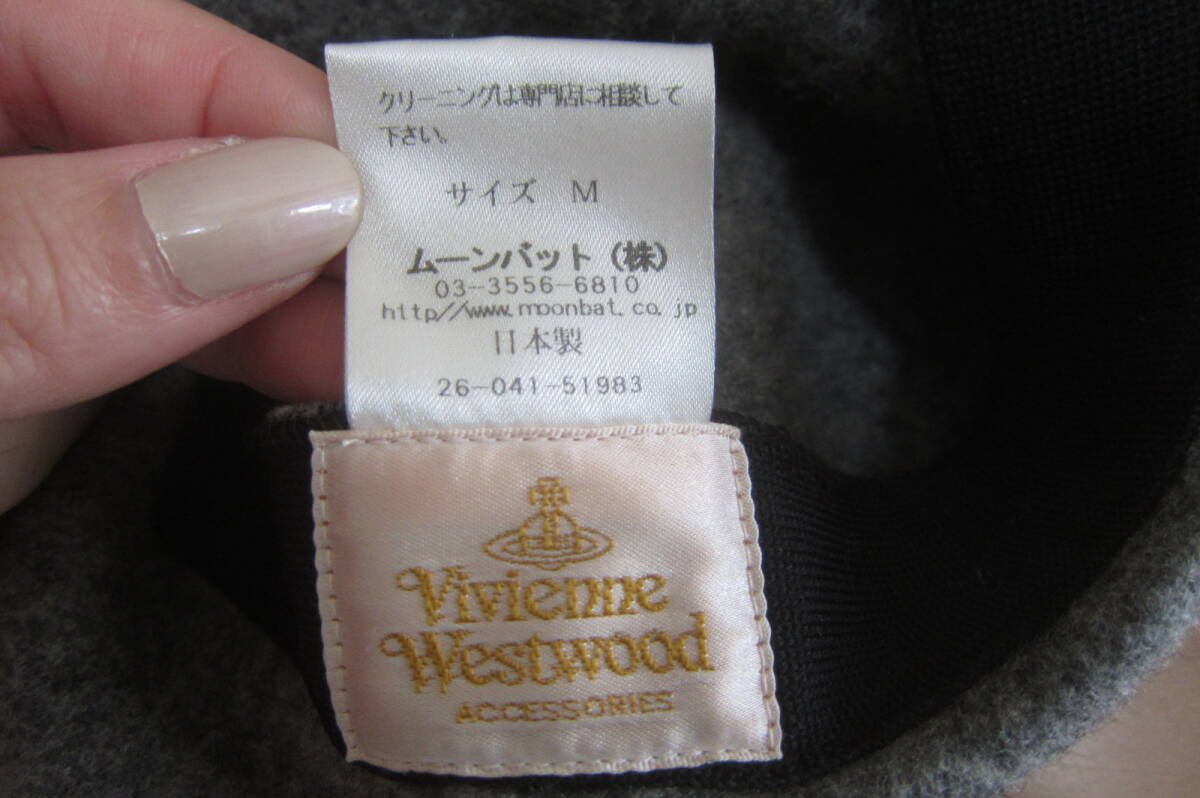 クリーニングは専門店に相談して
下さい。
サイズ M
ムーンバット(株)
03-3556-6810
http//www.moonbat.co.jp
日本製
26-041-51983
Vivienne
Westwood
ACCESSORIES